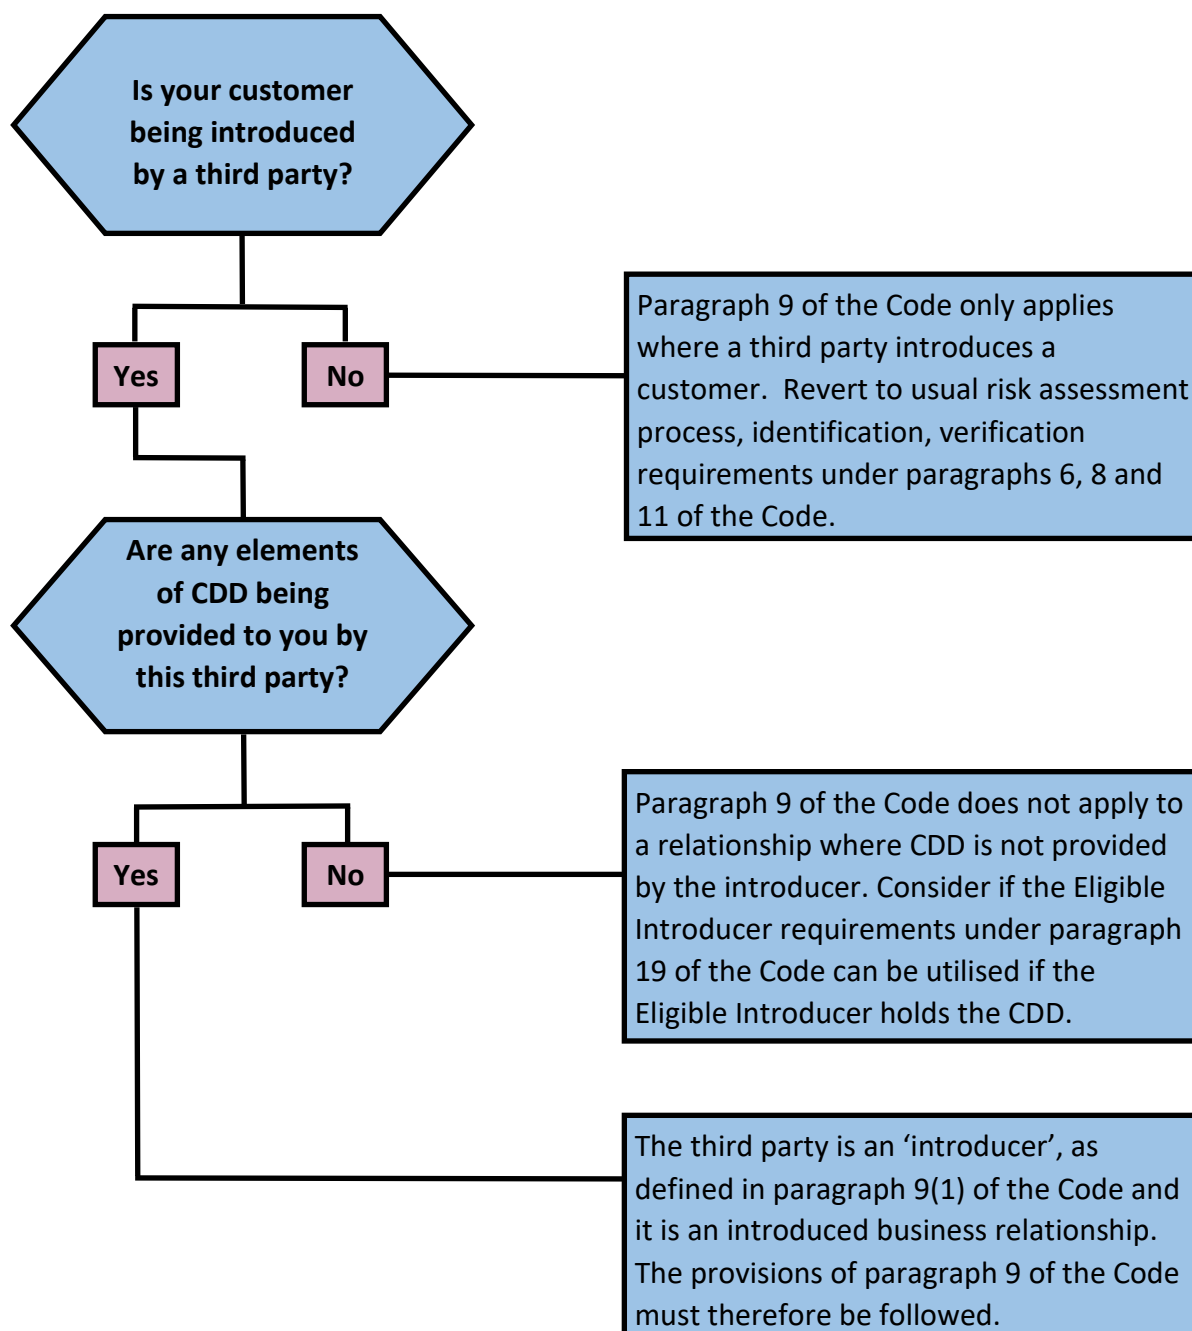 Is your customer
being introduced
by a third party?
Yes
No
Paragraph 9 of the Code only applies
where a third party introduces a
customer.  Revert to usual risk assessment
process, identification, verification
requirements under paragraphs 6, 8 and
11 of the Code.
Are any elements
of CDD being
provided to you by
this third party?
Yes
No
Paragraph 9 of the Code does not apply to
a relationship where CDD is not provided
by the introducer. Consider if the Eligible
Introducer requirements under paragraph
19 of the Code can be utilised if the
Eligible Introducer holds the CDD.
The third party is an ‘introducer’, as
defined in paragraph 9(1) of the Code and
it is an introduced business relationship.
The provisions of paragraph 9 of the Code
must therefore be followed.